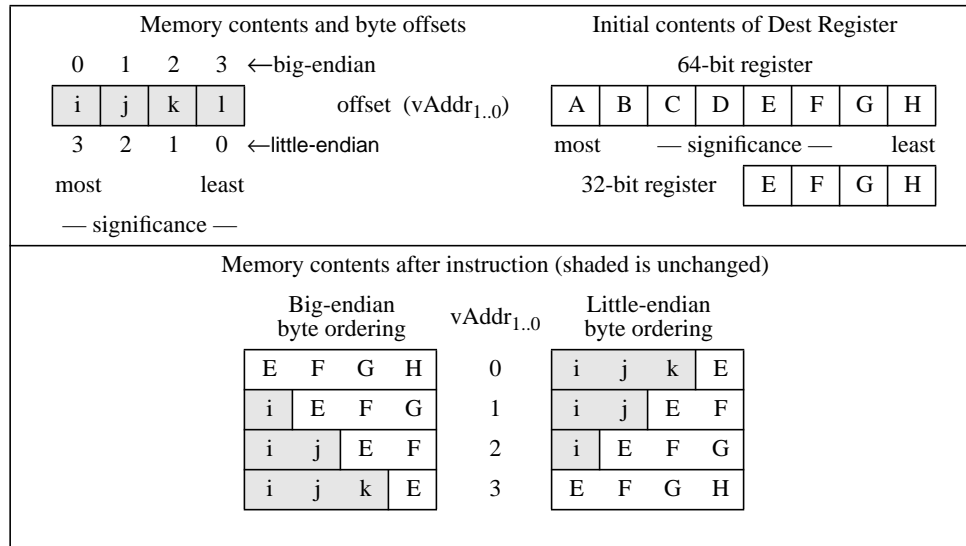 Memory contents and byte offsets
0 1 2 3 ←big-endian
i j k l offset (vAddr1..0)
3 2 1 0 ←little-endian
most least
— significance —
Initial contents of Dest Register
64-bit register
A B C D E F G H
most — significance — least
32-bit register E F G H
Memory contents after instruction (shaded is unchanged)
Big-endian byte ordering vAddr1..0 Little-endian byte ordering
E F G H 0 i j k E
i E F G 1 i j E F
i j E F 2 i E F G
i j k E 3 E F G H